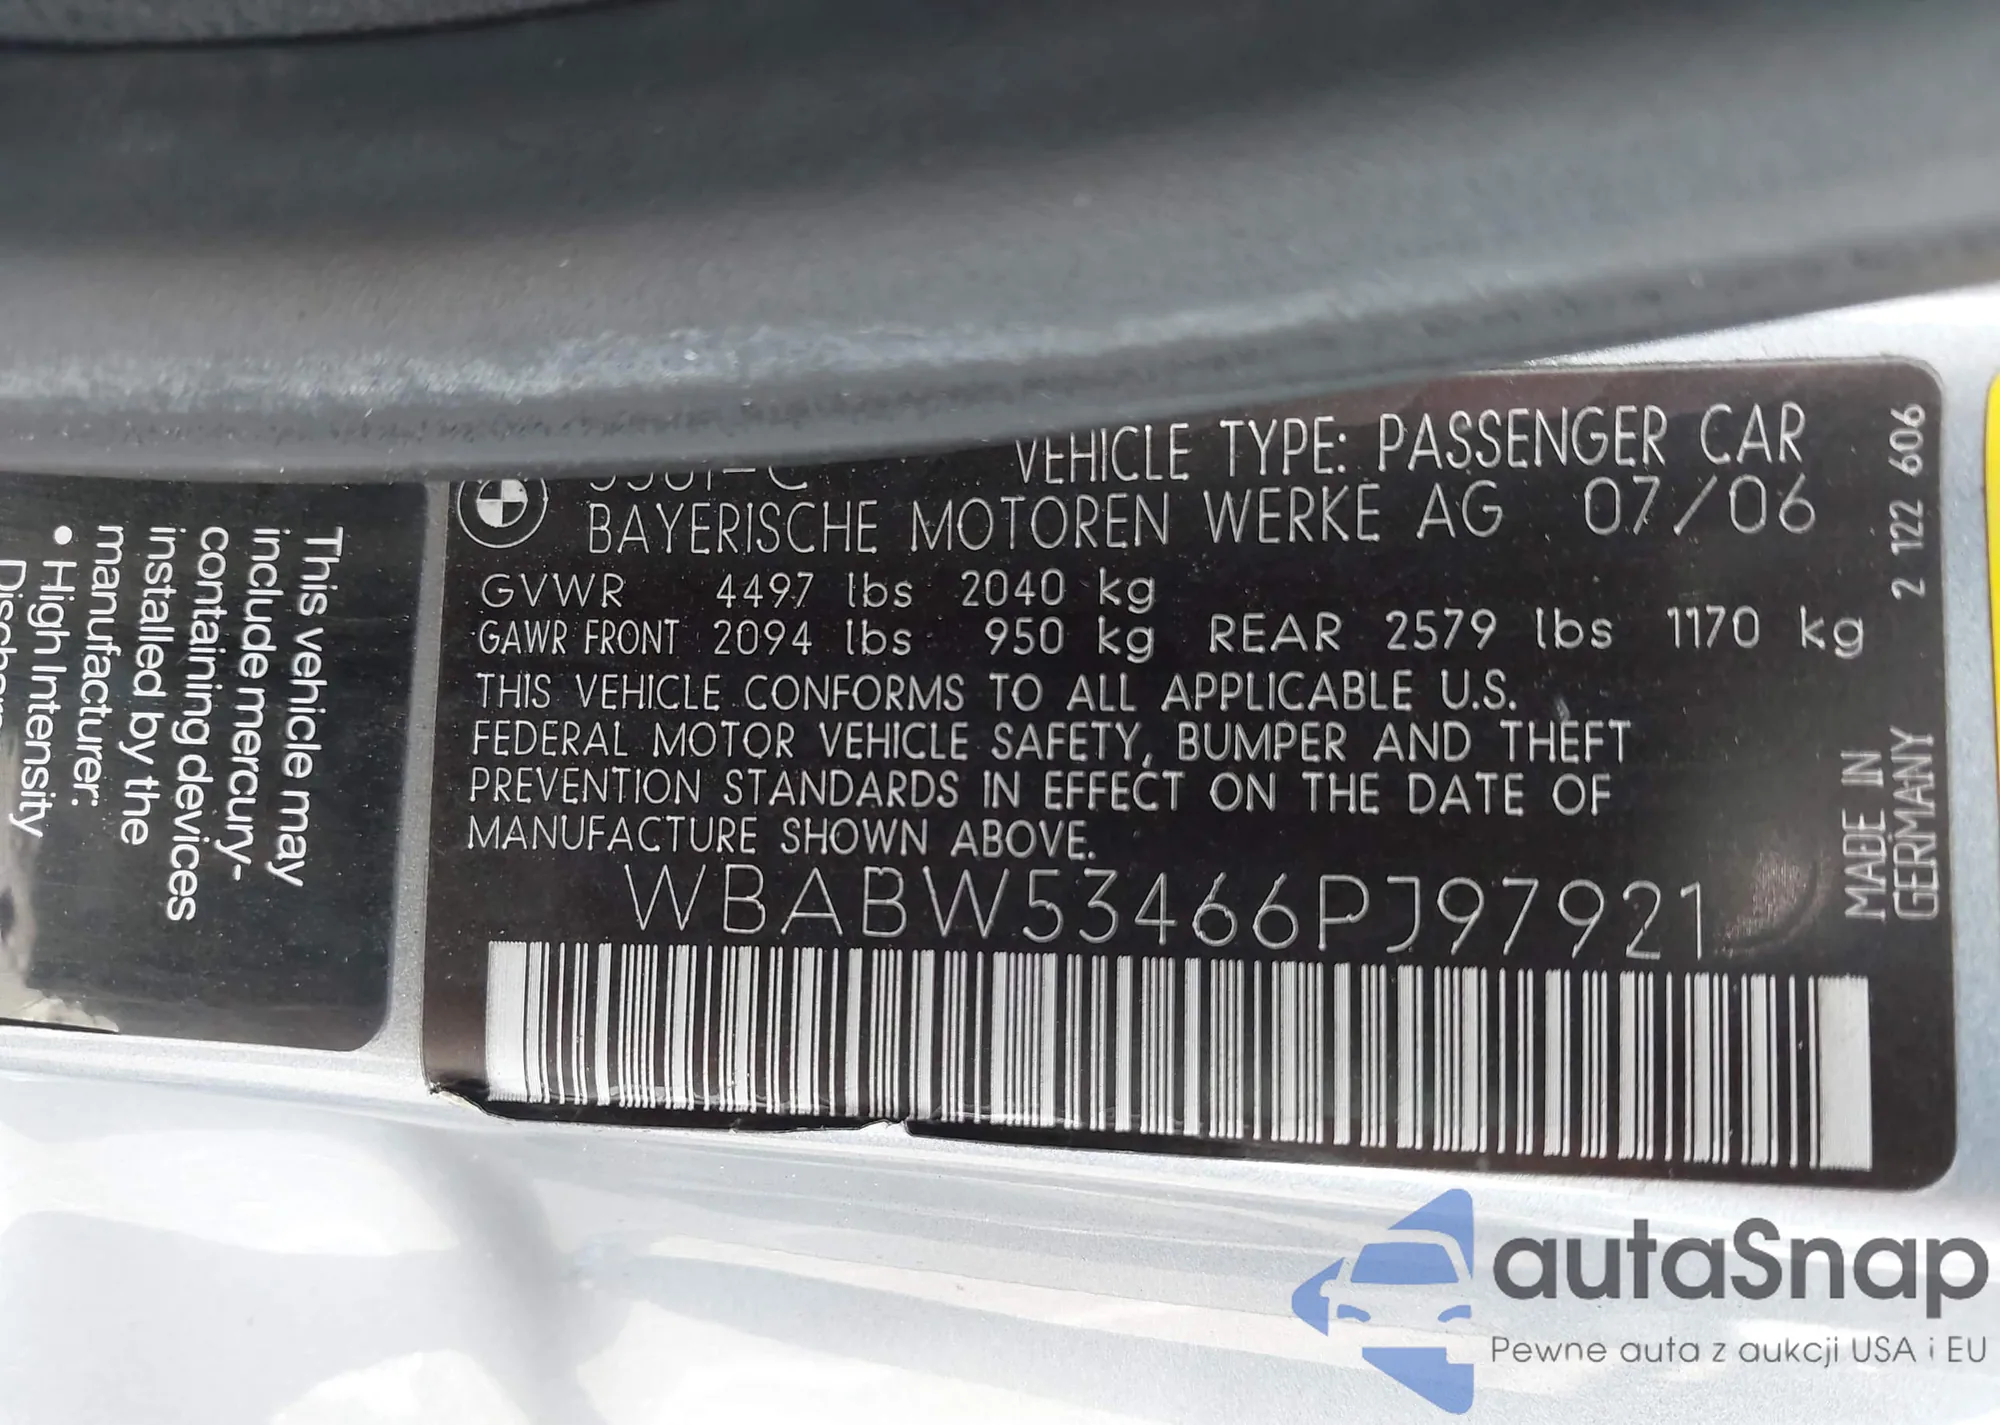 VEHICLE TYPE: PASSENGER CAR
BAYERISCHE MOTOREN WERKE AG 07/06
GVWR 4497 lbs 2040 kg
GAWR FRONT 2094 lbs 950 kg REAR 2579 lbs 1170 kg
THIS VEHICLE CONFORMS TO ALL APPLICABLE U.S.
FEDERAL MOTOR VEHICLE SAFETY, BUMPER AND THEFT
PREVENTION STANDARDS IN EFFECT ON THE DATE OF
MANUFACTURE SHOWN ABOVE.
WBABW53466PJ97921
2 122 606
MADE IN
GERMANY
This vehicle may
include mercury-
containing devices
installed by the
manufacturer:
• High Intensity
autaSnap
Pewne auta z aukcji USA i EU